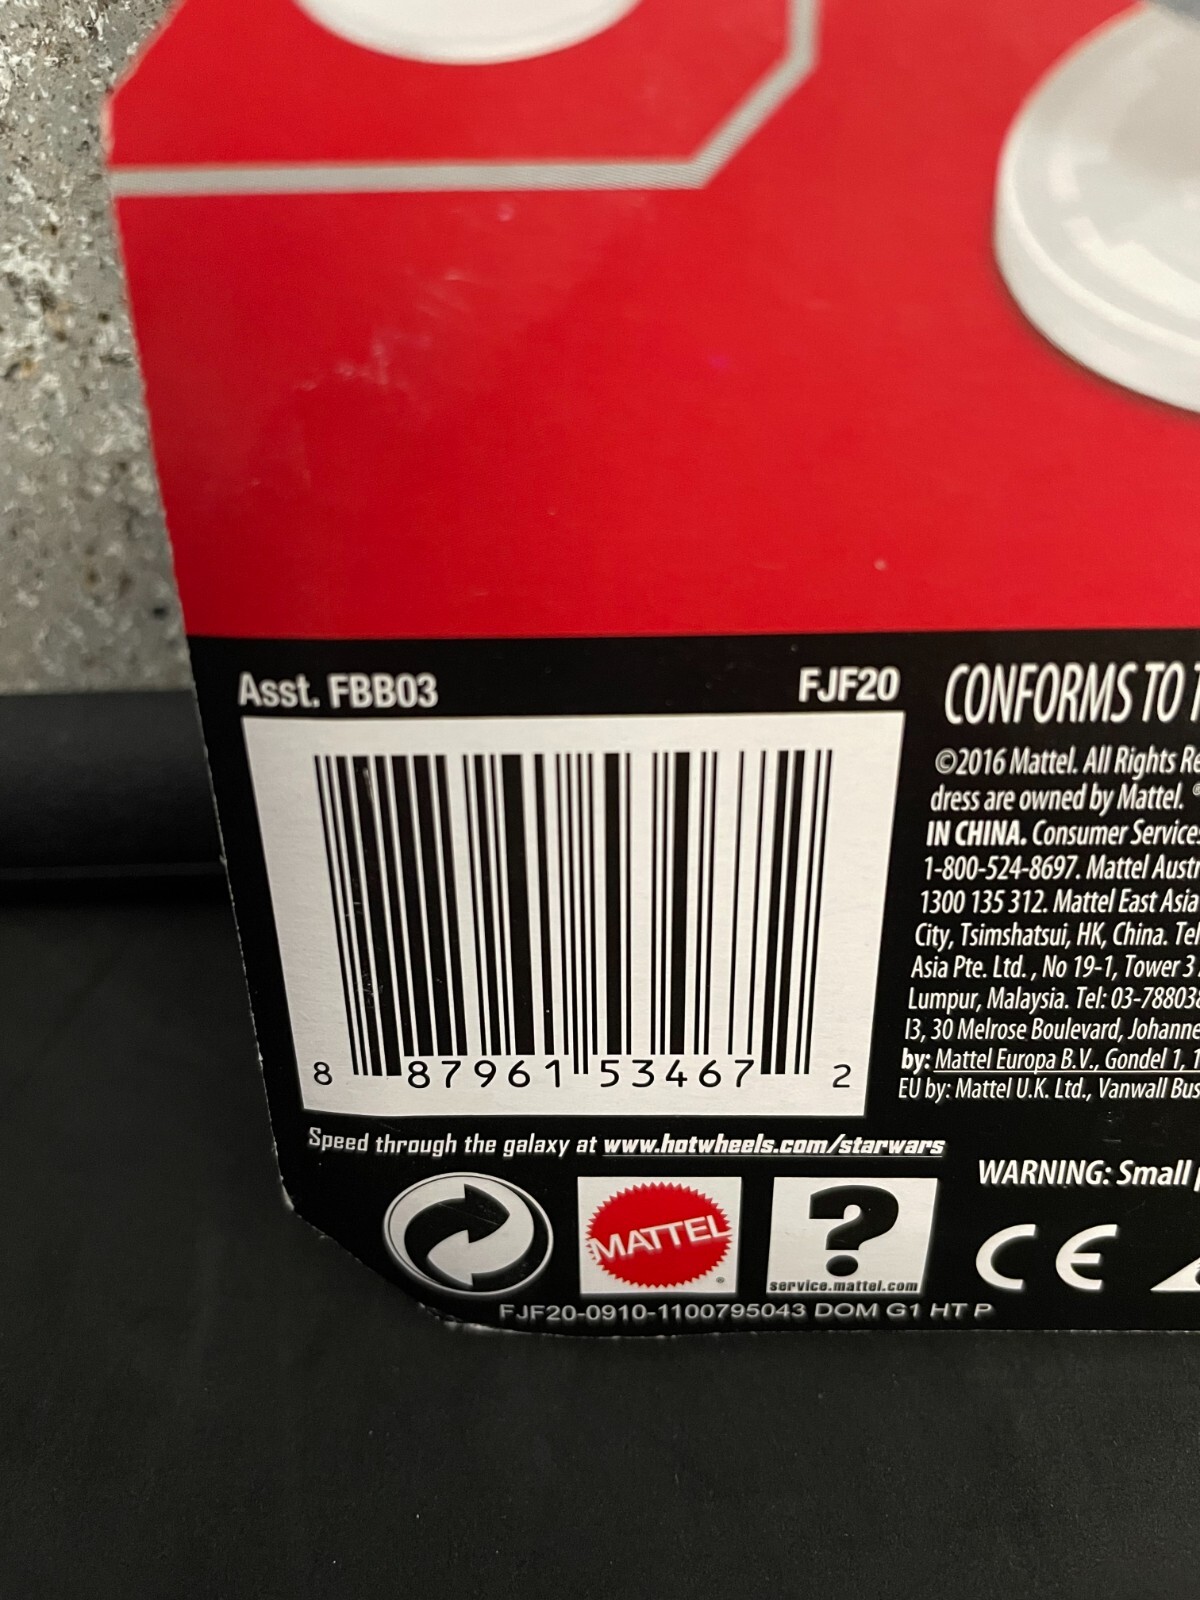 Asst. FBB03
FJF20
8 87961 53467 2
Speed through the galaxy at www.hotwheels.com/starwars
MATTEL
?
service.mattel.com
FJF20-0910-1100795043 DOM G1 HT P
CONFORMS TO
©2016 Mattel. All Rights
dress are owned by Mattel.
IN CHINA. Consumer Services
1-800-524-8697. Mattel
1300 135 312. Mattel East Asia
City, Tsimshatsui, HK, China.
Asia Pte. Ltd., No 19-1, Tower 3
Lumpur, Malaysia. Tel: 03-78803
I3, 30 Melrose Boulevard,
by: Mattel Europa B.V., Gondel 1,
EU by: Mattel U.K. Ltd., Vanwall
WARNING: Small
CE